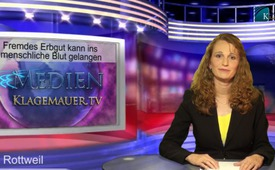 Fremdes Erbgut kann ins
menschliche Blut gelangen
MEDIEN
KLAGEMAUER.TV
Rottweil